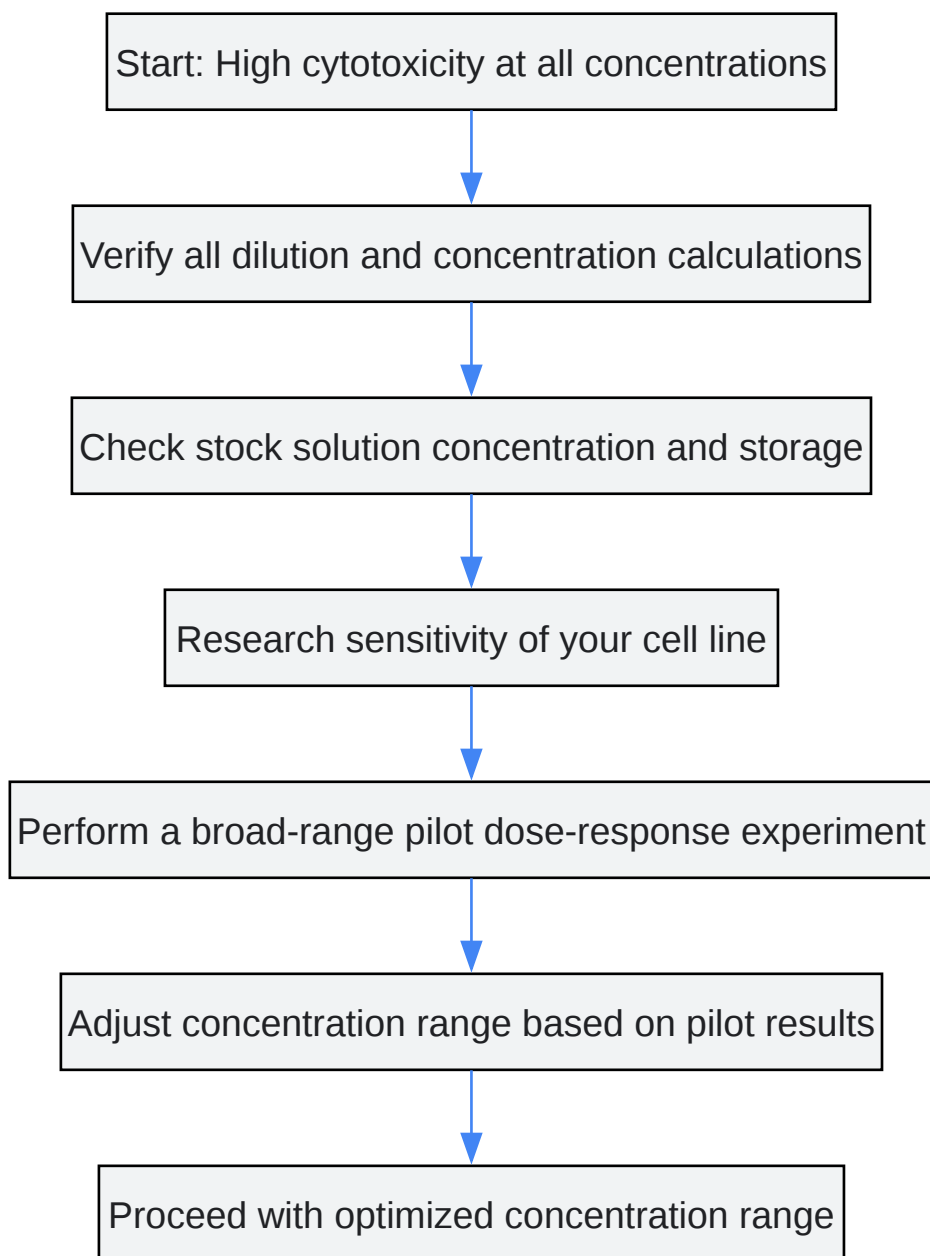 Start: High cytotoxicity at all concentrations
Verify all dilution and concentration calculations
Check stock solution concentration and storage
Research sensitivity of your cell line
Perform a broad-range pilot dose-response experiment
Adjust concentration range based on pilot results
Proceed with optimized concentration range